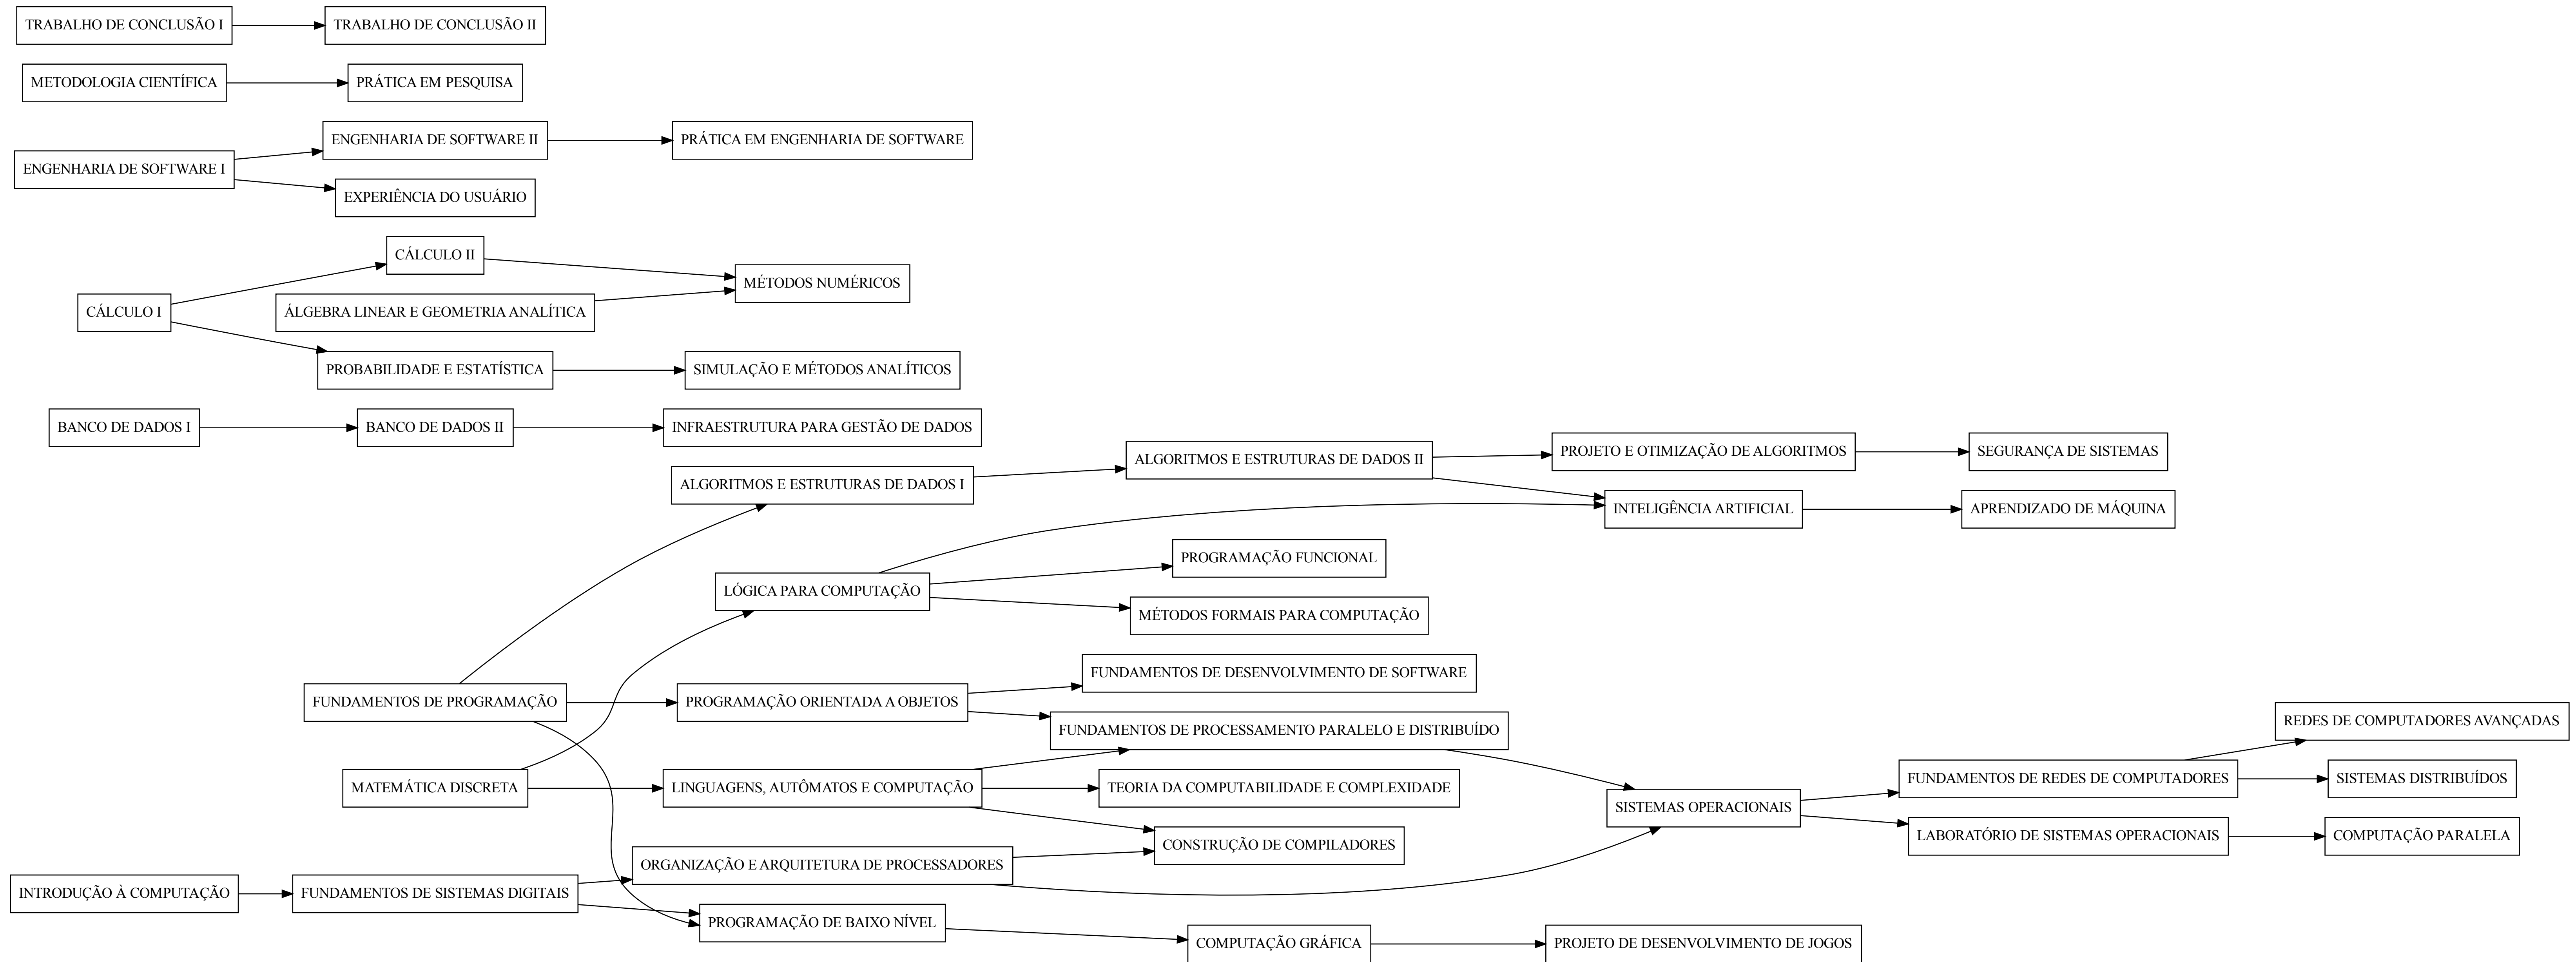 TRABALHO DE CONCLUSÃO I
TRABALHO DE CONCLUSÃO II
METODOLOGIA CIENTÍFICA
PRÁTICA EM PESQUISA
ENGENHARIA DE SOFTWARE I
ENGENHARIA DE SOFTWARE II
PRÁTICA EM ENGENHARIA DE SOFTWARE
EXPERIÊNCIA DO USUÁRIO
CÁLCULO I
CÁLCULO II
ÁLGEBRA LINEAR E GEOMETRIA ANALÍTICA
MÉTODOS NUMÉRICOS
PROBABILIDADE E ESTATÍSTICA
SIMULAÇÃO E MÉTODOS ANALÍTICOS
BANCO DE DADOS I
BANCO DE DADOS II
INFRAESTRUTURA PARA GESTÃO DE DADOS
ALGORITMOS E ESTRUTURAS DE DADOS I
ALGORITMOS E ESTRUTURAS DE DADOS II
PROJETO E OTIMIZAÇÃO DE ALGORITMOS
SEGURANÇA DE SISTEMAS
INTELIGÊNCIA ARTIFICIAL
APRENDIZADO DE MÁQUINA
LÓGICA PARA COMPUTAÇÃO
PROGRAMAÇÃO FUNCIONAL
MÉTODOS FORMAIS PARA COMPUTAÇÃO
FUNDAMENTOS DE PROGRAMAÇÃO
PROGRAMAÇÃO ORIENTADA A OBJETOS
FUNDAMENTOS DE DESENVOLVIMENTO DE SOFTWARE
FUNDAMENTOS DE PROCESSAMENTO PARALELO E DISTRIBUÍDO
MATEMÁTICA DISCRETA
LINGUAGENS, AUTÔMATOS E COMPUTAÇÃO
TEORIA DA COMPUTABILIDADE E COMPLEXIDADE
CONSTRUÇÃO DE COMPILADORES
SISTEMAS OPERACIONAIS
FUNDAMENTOS DE REDES DE COMPUTADORES
REDES DE COMPUTADORES AVANÇADAS
SISTEMAS DISTRIBUÍDOS
LABORATÓRIO DE SISTEMAS OPERACIONAIS
COMPUTAÇÃO PARALELA
INTRODUÇÃO À COMPUTAÇÃO
FUNDAMENTOS DE SISTEMAS DIGITAIS
ORGANIZAÇÃO E ARQUITETURA DE PROCESSADORES
PROGRAMAÇÃO DE BAIXO NÍVEL
COMPUTAÇÃO GRÁFICA
PROJETO DE DESENVOLVIMENTO DE JOGOS